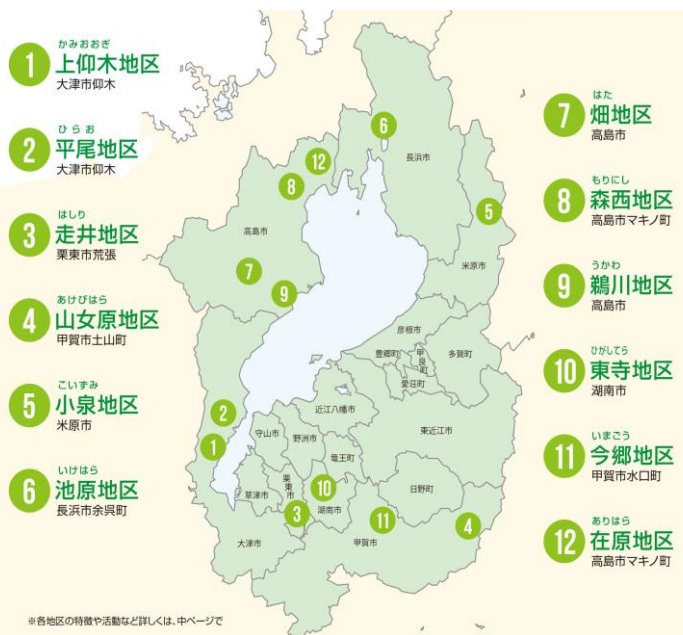 1
かみおおぎ
上仰木地区
大津市仰木
2
ひらお
平尾地区
大津市仰木
3
はしり
走井地区
栗東市荒張
4
あけびはら
山女原地区
甲賀市土山町
5
こいずみ
小泉地区
米原市
6
いけはら
池原地区
長浜市余呉町
7
はた
畑地区
高島市
8
もりにし
森西地区
高島市マキノ町
9
うかわ
鵜川地区
高島市
10
ひがしてら
東寺地区
湖南市
11
いまごう
今郷地区
甲賀市水口町
12
ありはら
在原地区
高島市マキノ町
6
12
長浜市
8
5
高島市
7
米原市
9
彦根市
豊郷町
甲良町
多賀町
愛荘町
近江八幡市
2
守山市
野洲市
東近江市
1
竜王町
栗東市
10
日野町
草津市
湖南市
3
11
4
大津市
甲賀市
※各地区の特徴や活動など詳しくは、中ページで